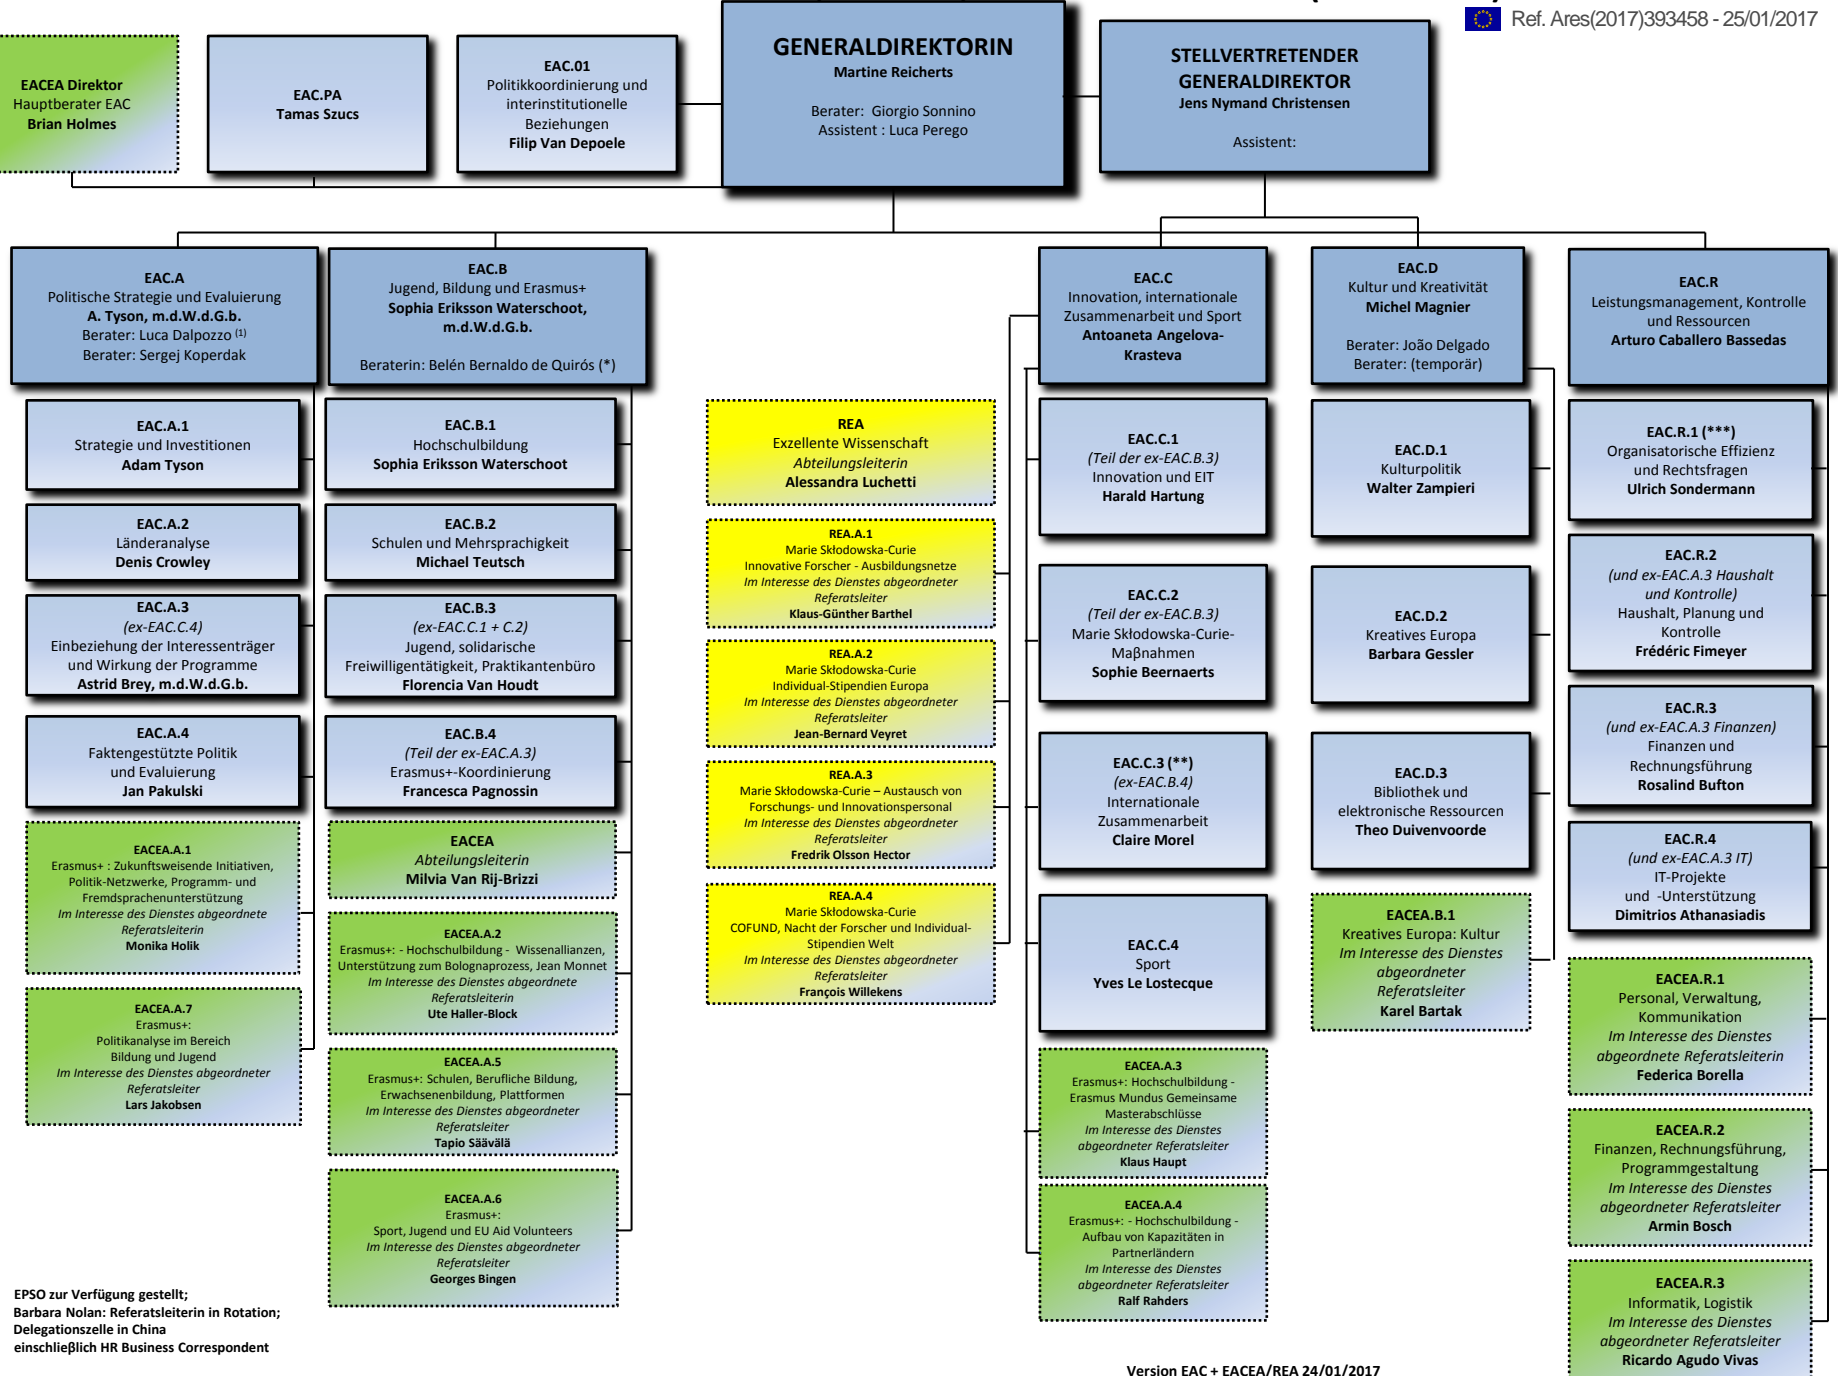 Ref. Ares(2017)393458 - 25/01/2017
EACEA Direktor
Hauptberater EAC
Brian Holmes
EAC.PA
Tamas Szucs
EAC.01
Politikkoordinierung und
interinstitutionelle
Beziehungen
Filip Van Depoele
GENERALDIREKTORIN
Martine Reicherts
Berater: Giorgio Sonnino
Assistent : Luca Perego
STELLVERTRETENDER
GENERALDIREKTOR
Jens Nymand Christensen
Assistent:
EAC.A
Politische Strategie und Evaluierung
A. Tyson, m.d.W.d.G.b.
Berater: Luca Dalpozzo (1)
Berater: Sergej Koperdak
EAC.A.1
Strategie und Investitionen
Adam Tyson
EAC.A.2
Länderanalyse
Denis Crowley
EAC.A.3
(ex-EAC.C.4)
Einbeziehung der Interessenträger
und Wirkung der Programme
Astrid Brey, m.d.W.d.G.b.
EAC.A.4
Faktengestützte Politik
und Evaluierung
Jan Pakulski
EACEA.A.1
Erasmus+ : Zukunftsweisende Initiativen,
Politik-Netzwerke, Programm- und
Fremdsprachenunterstützung
Im Interesse des Dienstes abgeordnete
Referatsleiterin
Monika Holik
EACEA.A.7
Erasmus+:
Politikanalyse im Bereich
Bildung und Jugend
Im Interesse des Dienstes abgeordneter
Referatsleiter
Lars Jakobsen
EAC.B
Jugend, Bildung und Erasmus+
Sophia Eriksson Waterschoot,
m.d.W.d.G.b.
Beraterin: Belén Bernaldo de Quirós (*)
EAC.B.1
Hochschulbildung
Sophia Eriksson Waterschoot
EAC.B.2
Schulen und Mehrsprachigkeit
Michael Teutsch
EAC.B.3
(ex-EAC.C.1 + C.2)
Jugend, solidarische
Freiwilligentätigkeit, Praktikantenbüro
Florencia Van Houdt
EAC.B.4
(Teil der ex-EAC.A.3)
Erasmus+-Koordinierung
Francesca Pagnossin
EACEA
Abteilungsleiterin
Milvia Van Rij-Brizzi
EACEA.A.2
Erasmus+: - Hochschulbildung - Wissenallianzen,
Unterstützung zum Bolognaprozess, Jean Monnet
Im Interesse des Dienstes abgeordnete
Referatsleiterin
Ute Haller-Block
EACEA.A.5
Erasmus+: Schulen, Berufliche Bildung,
Erwachsenenbildung, Plattformen
Im Interesse des Dienstes abgeordneter
Referatsleiter
Tapio Säävälä
EACEA.A.6
Erasmus+:
Sport, Jugend und EU Aid Volunteers
Im Interesse des Dienstes abgeordneter
Referatsleiter
Georges Bingen
REA
Exzellente Wissenschaft
Abteilungsleiterin
Alessandra Luchetti
REA.A.1
Marie Skłodowska-Curie
Innovative Forscher - Ausbildungsnetze
Im Interesse des Dienstes abgeordneter
Referatsleiter
Klaus-Günther Barthel
REA.A.2
Marie Skłodowska-Curie
Individual-Stipendien Europa
Im Interesse des Dienstes abgeordneter
Referatsleiter
Jean-Bernard Veyret
REA.A.3
Marie Skłodowska-Curie – Austausch von
Forschungs- und Innovationspersonal
Im Interesse des Dienstes abgeordneter
Referatsleiter
Fredrik Olsson Hector
REA.A.4
Marie Skłodowska-Curie
COFUND, Nacht der Forscher und Individual-
Stipendien Welt
Im Interesse des Dienstes abgeordneter
Referatsleiter
François Willekens
EAC.C
Innovation, internationale
Zusammenarbeit und Sport
Antoaneta Angelova-
Krasteva
EAC.C.1
(Teil der ex-EAC.B.3)
Innovation und EIT
Harald Hartung
EAC.C.2
(Teil der ex-EAC.B.3)
Marie Skłodowska-Curie-
Maβnahmen
Sophie Beernaerts
EAC.C.3 (**)
(ex-EAC.B.4)
Internationale
Zusammenarbeit
Claire Morel
EAC.C.4
Sport
Yves Le Lostecque
EACEA.A.3
Erasmus+: Hochschulbildung -
Erasmus Mundus Gemeinsame
Masterabschlüsse
Im Interesse des Dienstes
abgeordneter Referatsleiter
Klaus Haupt
EACEA.A.4
Erasmus+: - Hochschulbildung -
Aufbau von Kapazitäten in
Partnerländern
Im Interesse des Dienstes
abgeordneter Referatsleiter
Ralf Rahders
EAC.D
Kultur und Kreativität
Michel Magnier
Berater: João Delgado
Berater: (temporär)
EAC.D.1
Kulturpolitik
Walter Zampieri
EAC.D.2
Kreatives Europa
Barbara Gessler
EAC.D.3
Bibliothek und
elektronische Ressourcen
Theo Duivenvoorde
EACEA.B.1
Kreatives Europa: Kultur
Im Interesse des Dienstes
abgeordneter
Referatsleiter
Karel Bartak
EAC.R
Leistungsmanagement, Kontrolle
und Ressourcen
Arturo Caballero Bassedas
EAC.R.1 (***)
Organisatorische Effizienz
und Rechtsfragen
Ulrich Sondermann
EAC.R.2
(und ex-EAC.A.3 Haushalt
und Kontrolle)
Haushalt, Planung und
Kontrolle
Frédéric Fimeyer
EAC.R.3
(und ex-EAC.A.3 Finanzen)
Finanzen und
Rechnungsführung
Rosalind Bufton
EAC.R.4
(und ex-EAC.A.3 IT)
IT-Projekte
und -Unterstützung
Dimitrios Athanasiadis
EACEA.R.1
Personal, Verwaltung,
Kommunikation
Im Interesse des Dienstes
abgeordnete Referatsleiterin
Federica Borella
EACEA.R.2
Finanzen, Rechnungsführung,
Programmgestaltung
Im Interesse des Dienstes
abgeordneter Referatsleiter
Armin Bosch
EACEA.R.3
Informatik, Logistik
Im Interesse des Dienstes
abgeordneter Referatsleiter
Ricardo Agudo Vivas
EPSO zur Verfügung gestellt;
Barbara Nolan: Referatsleiterin in Rotation;
Delegationszelle in China
einschlieβlich HR Business Correspondent
Version EAC + EACEA/REA 24/01/2017